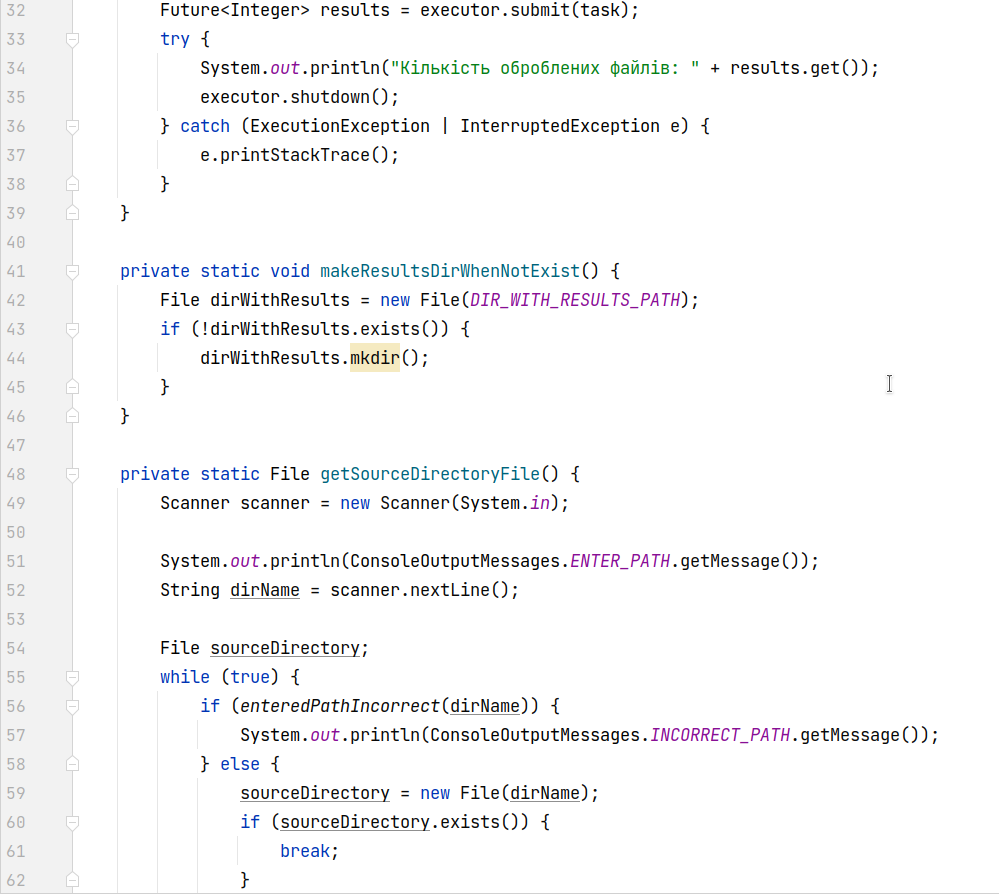 32 Future<Integer> results = executor.submit(task);
33 try {
34 System.out.println("Кількість оброблених файлів: " + results.get());
35 executor.shutdown();
36 } catch (ExecutionException | InterruptedException e) {
37 e.printStackTrace();
38 }
39 }
40
41 private static void makeResultsDirWhenNotExist() {
42 File dirWithResults = new File(DIR_WITH_RESULTS_PATH);
43 if (!dirWithResults.exists()) {
44 dirWithResults.mkdir();
45 }
46 }
47
48 private static File getSourceDirectoryFile() {
49 Scanner scanner = new Scanner(System.in);
50
51 System.out.println(ConsoleOutputMessages.ENTER_PATH.getMessage());
52 String dirName = scanner.nextLine();
53
54 File sourceDirectory;
55 while (true) {
56 if (enteredPathIncorrect(dirName)) {
57 System.out.println(ConsoleOutputMessages.INCORRECT_PATH.getMessage());
58 } else {
59 sourceDirectory = new File(dirName);
60 if (sourceDirectory.exists()) {
61 break;
62 }